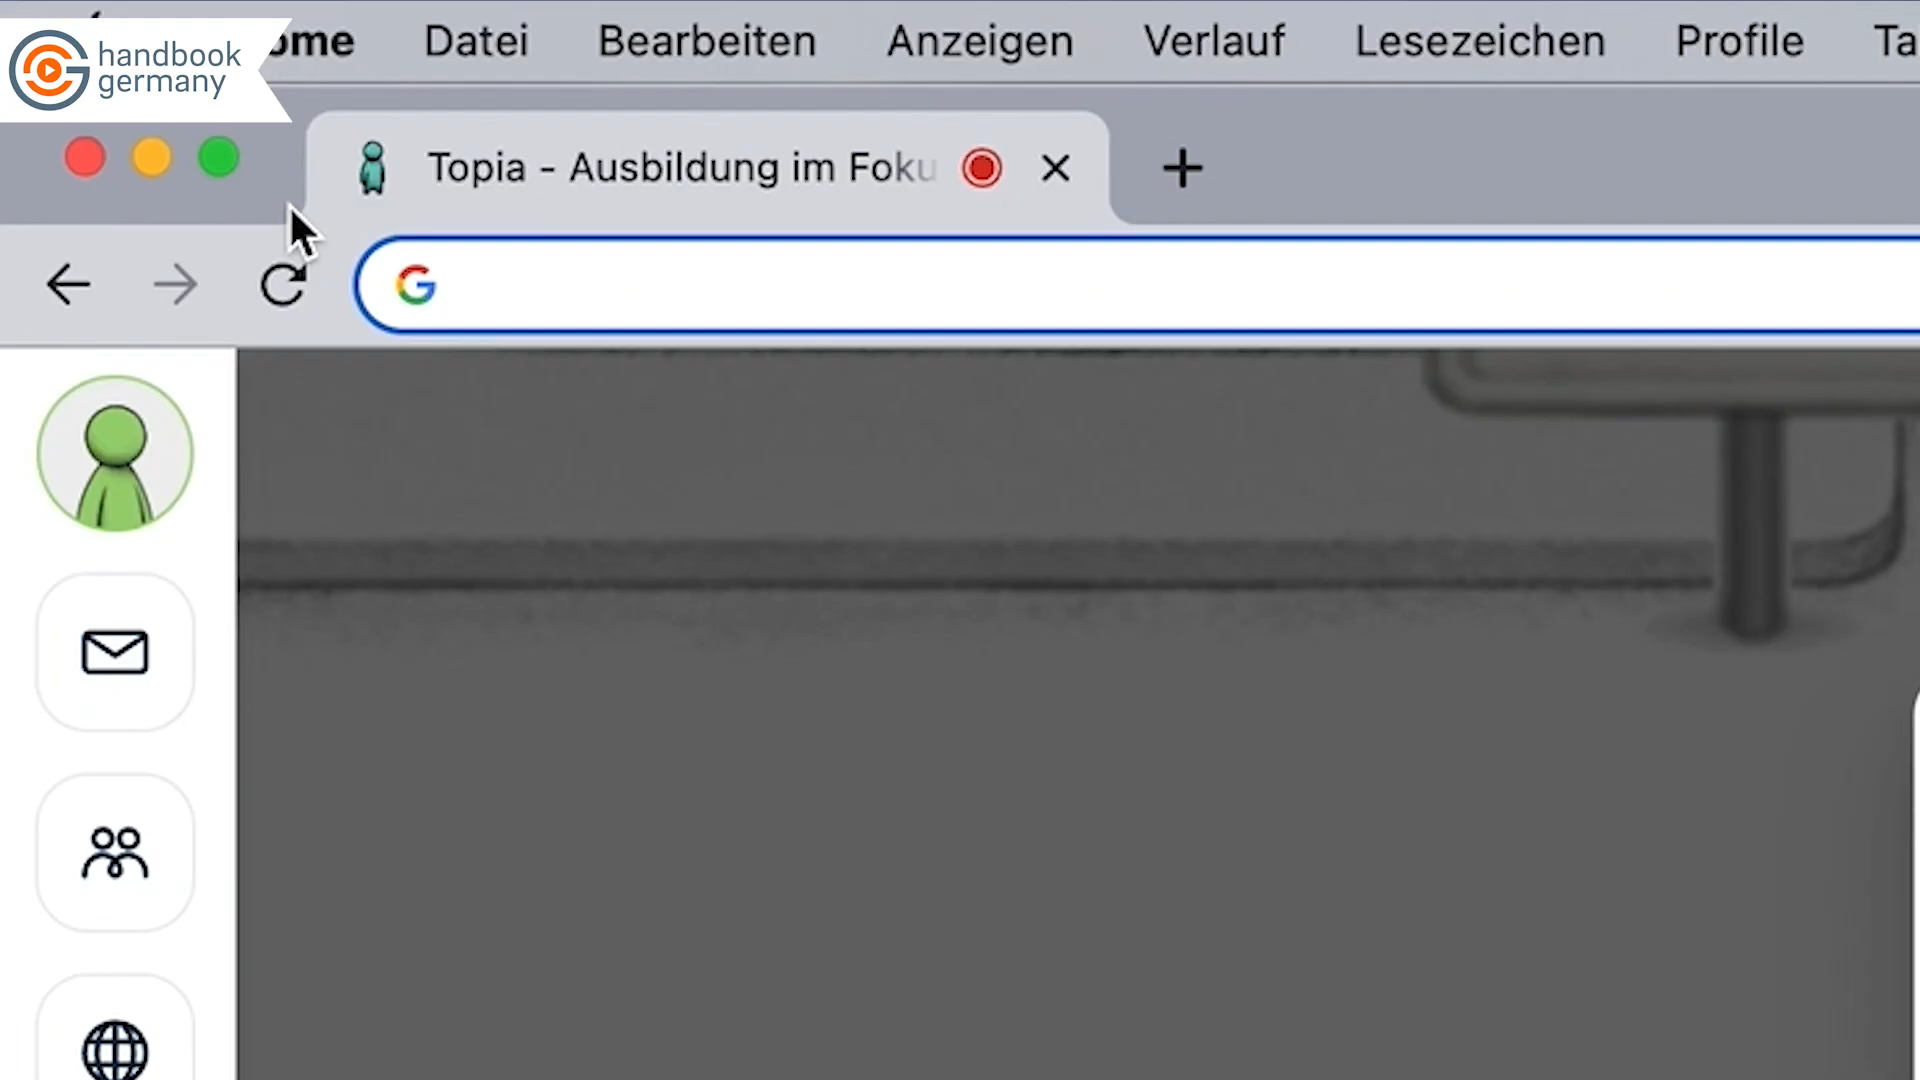 handbook
germany
ome Datei Bearbeiten Anzeigen Verlauf Lesezeichen Profile Ta
Topia - Ausbildung im Foku